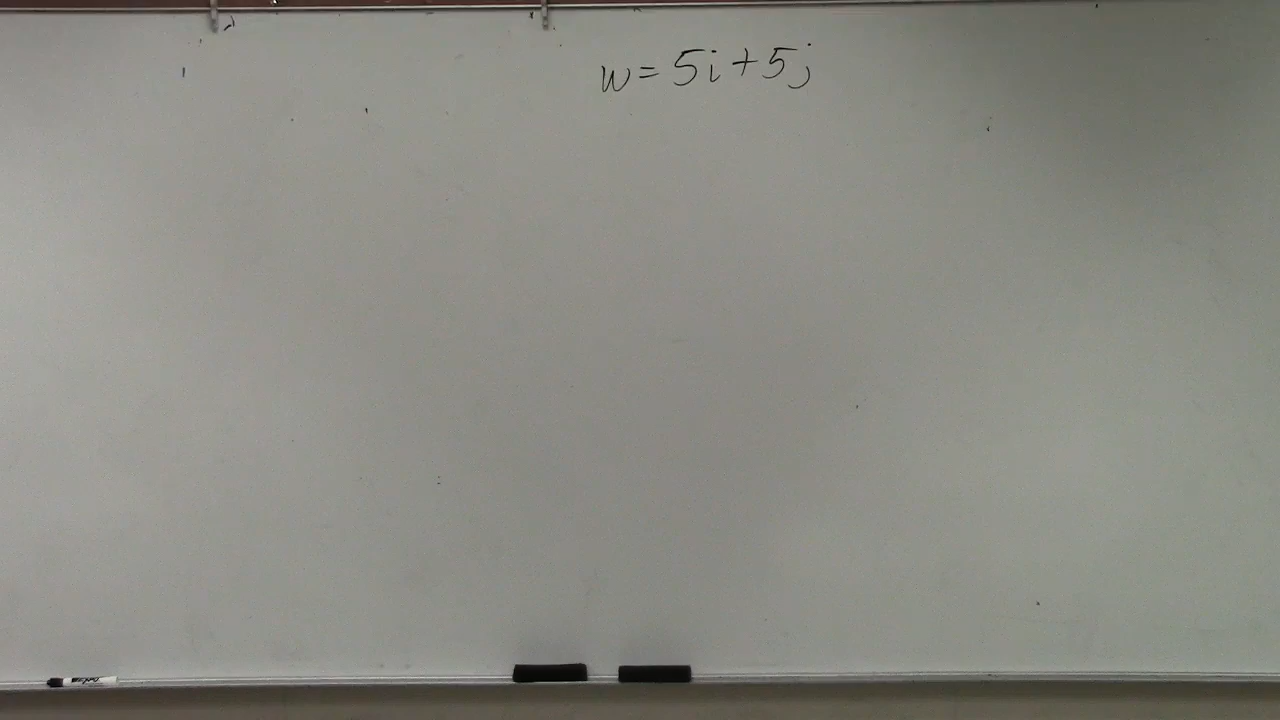 w = 5i + 5j